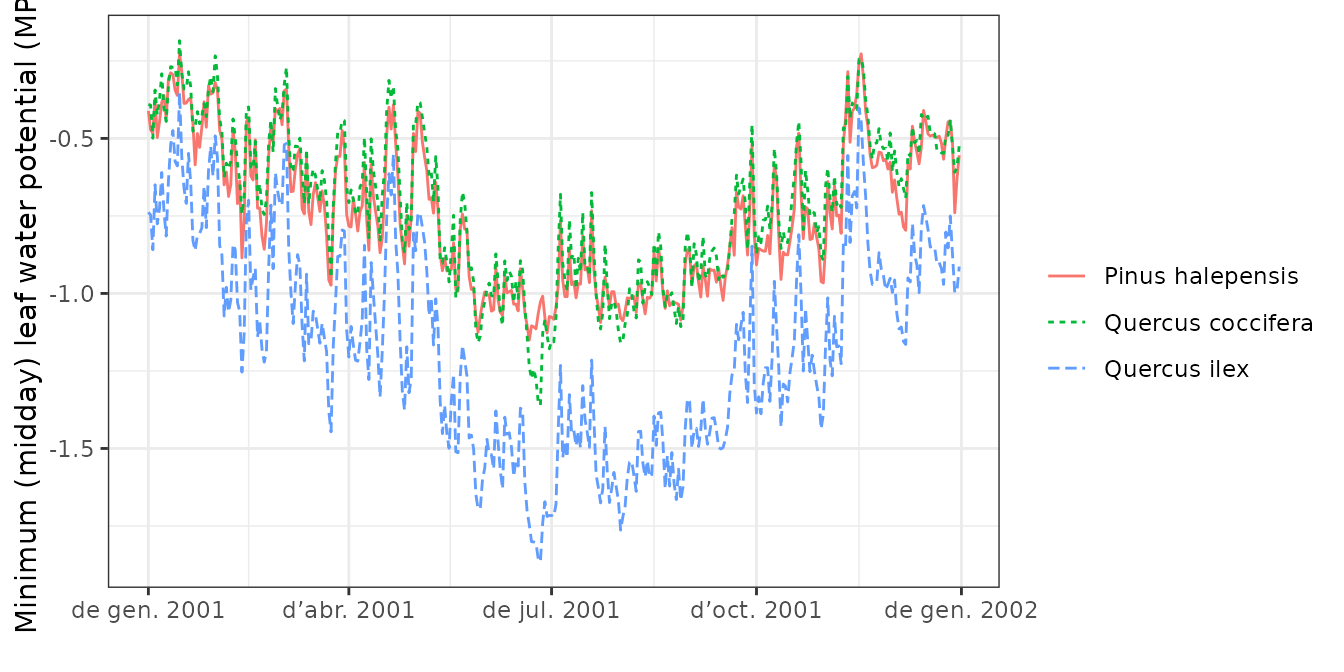 Minimum (midday) leaf water potential (MP
-0.5
-1.0
-1.5
de gen. 2001
d’abr. 2001
de jul. 2001
d’oct. 2001
de gen. 2002
Pinus halepensis
Quercus coccifera
Quercus ilex